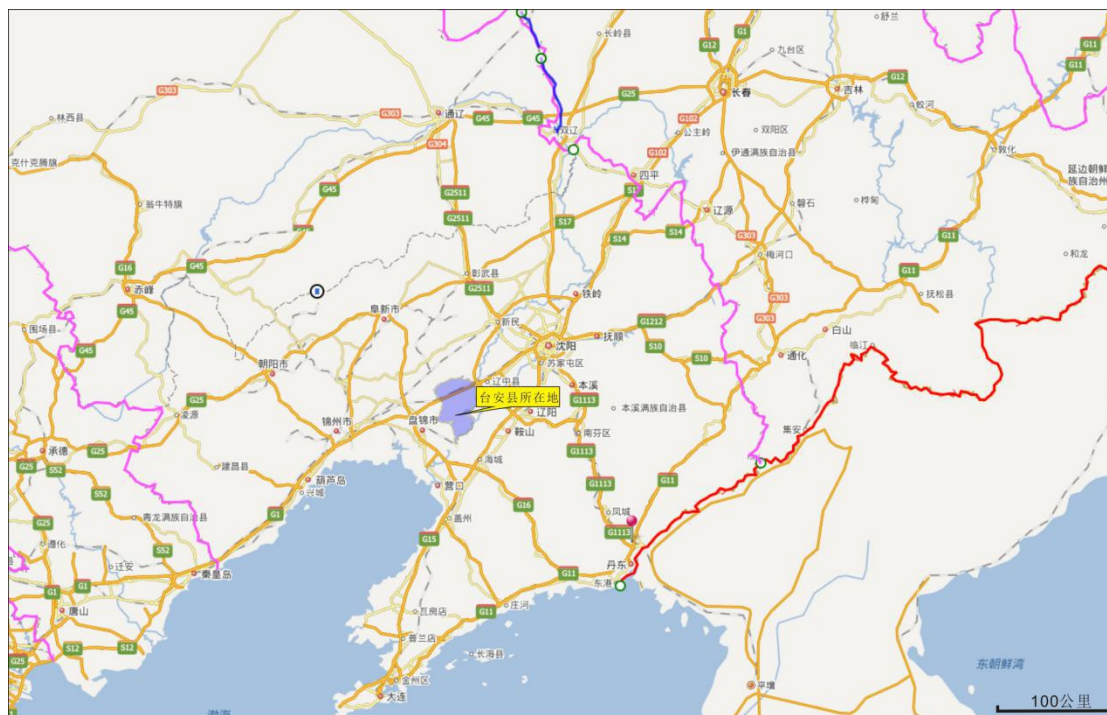 舒兰
长岭县
G12
G1
九台区
G11
G303
G25
长春
吉林
G12
林西县
G303
通辽
G45
G45
G102
蛟河
双辽
公主岭
双阳区
G304
G102
伊通满族自治县
敦化
克什克腾旗
四平
延边朝鲜
族自治州
G45
G2511
S1
翁牛特旗
辽源
磐石
桦甸
G2511
S17
S14
S14
G303
G11
G45
梅河口
和龙
G16
彰武县
G11
赤峰
G2511
铁岭
G303
抚松县
G45
阜新市
新民
G1212
G303
白山
围场县
沈阳
抚顺
临江
G45
苏家屯区
S10
S10
通化
朝阳市
辽中县
本溪
G25
台安县所在地
G1113
凌源
辽阳
本溪满族自治县
锦州市
盘锦市
鞍山
南芬区
集安
承德
G25
G25
海城
G1113
S52
建昌县
葫芦岛
营口
G1113
G11
兴城
G16
S52
G1
凤城
青龙满族自治县
盖州
G1113
G25
遵化
G15
S52
迁安
丹东
秦皇岛
G11
东港
G1
G1
庄河
唐山
瓦房店
G11
S12
普兰店
S12
长海县
G25
东朝鲜湾
金州区
平壤
大连
100公里
渤海